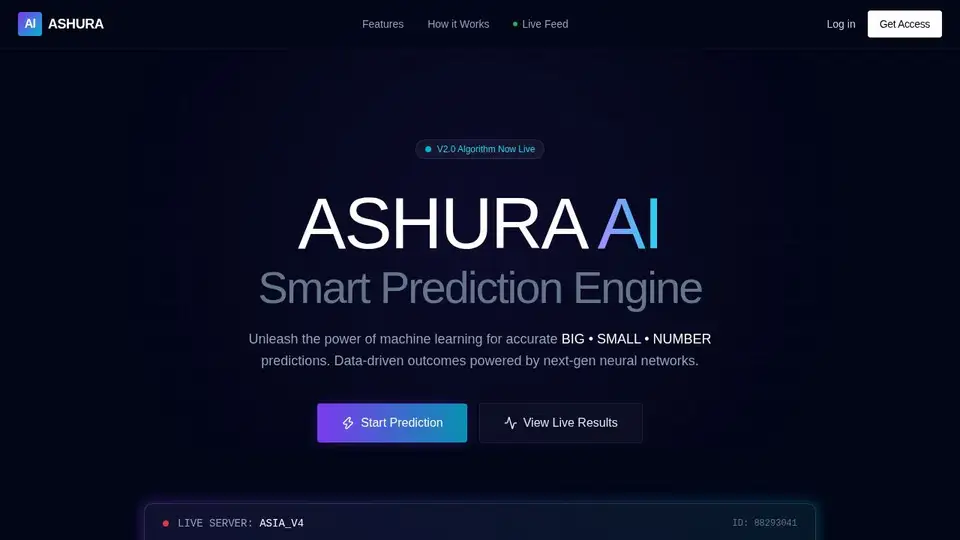 AI ASHURA
Features How it Works Live Feed
Log in Get Access
V2.0 Algorithm Now Live
ASHURA AI
Smart Prediction Engine
Unleash the power of machine learning for accurate BIG • SMALL • NUMBER
predictions. Data-driven outcomes powered by next-gen neural networks.
Start Prediction View Live Results
LIVE SERVER: ASIA_V4 ID: 88293041